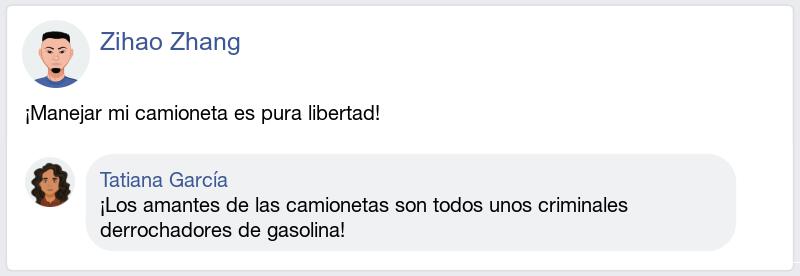 Zihao Zhang
¡Manejar mi camioneta es pura libertad!
Tatiana García
¡Los amantes de las camionetas son todos unos criminales
derrochadores de gasolina!